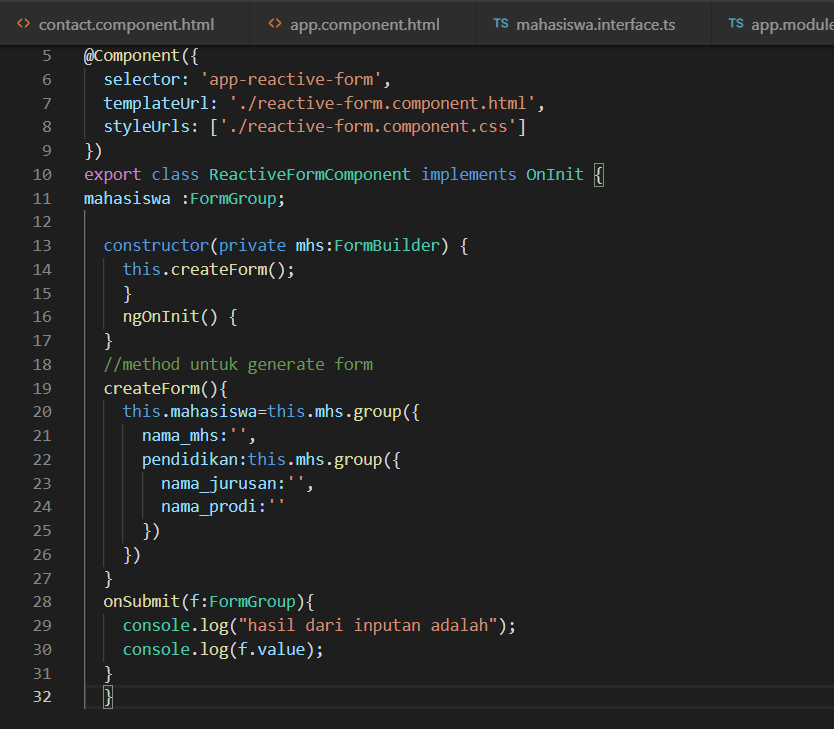 contact.component.html app.component.html TS mahasiswa.interface.ts TS app.module
5 @Component({
6 selector: 'app-reactive-form',
7 templateUrl: './reactive-form.component.html',
8 styleUrls: ['./reactive-form.component.css']
9 })
10 export class ReactiveFormComponent implements OnInit {
11 mahasiswa :FormGroup;
12
13 constructor(private mhs:FormBuilder) {
14 this.createForm();
15 }
16 ngOnInit() {
17 }
18 //method untuk generate form
19 createForm(){
20 this.mahasiswa=this.mhs.group({
21 nama_mhs:'',
22 pendidikan:this.mhs.group({
23 nama_jurusan:'',
24 nama_prodi:''
25 })
26 })
27 }
28 onSubmit(f:FormGroup){
29 console.log("hasil dari inputan adalah");
30 console.log(f.value);
31 }
32 }